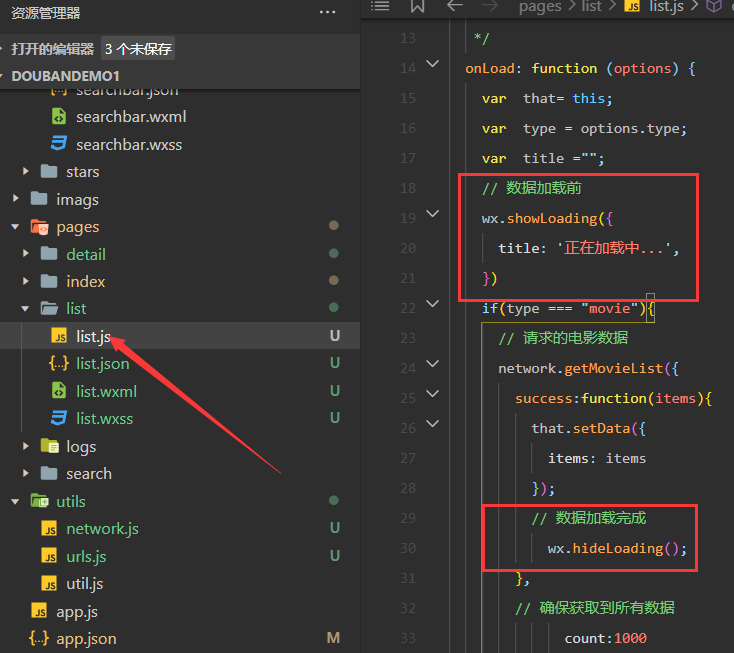 资源管理器
···
打开的编辑器 3 个未保存
DOUBANDEMO1
searchbar.json
searchbar.wxml
searchbar.wxss
stars
imags
pages
detail
index
list
list.js U
list.json U
list.wxml U
list.wxss U
logs
search
utils
network.js U
urls.js U
util.js
app.js
app.json M
pages > list > JS list.js >
13 */
14 onLoad: function (options) {
15 var that= this;
16 var type = options.type;
17 var title ="";
18 // 数据加载前
19 wx.showLoading({
20 title: '正在加载中...',
21 })
22 if(type === "movie"){
23 // 请求的电影数据
24 network.getMovieList({
25 success:function(items){
26 that.setData({
27 items: items
28 });
29 // 数据加载完成
30 wx.hideLoading();
31 },
32 // 确保获取到所有数据
33 count:1000